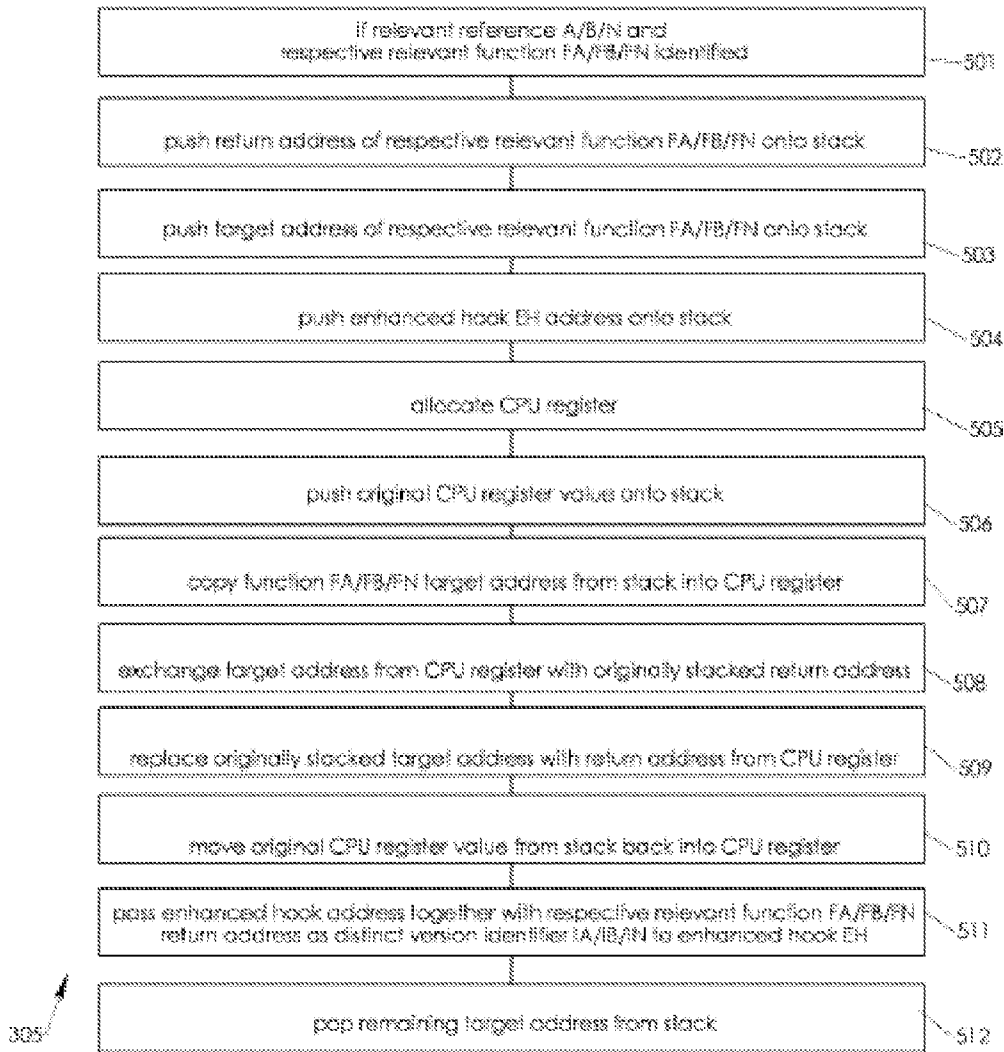 if relevant reference A/B/N and
respective relevant function FA/FB/FN identified
501
push return address of respective relevant function FA/FB/FN onto stack
502
push target address of respective relevant function FA/FB/FN onto stack
503
push enhanced hook EH address onto stack
504
allocate CPU register
505
push original CPU register value onto stack
506
copy function FA/FB/FN target address from stack into CPU register
507
exchange target address from CPU register with originally stacked return address
508
replace originally stacked target address with return address from CPU register
509
move original CPU register value from stack back into CPU register
510
pass enhanced hook address together with respective relevant function FA/FB/FN
return address as distinct version identifier IA/IB/IN to enhanced hook EH
511
pop remaining target address from stack
512
305